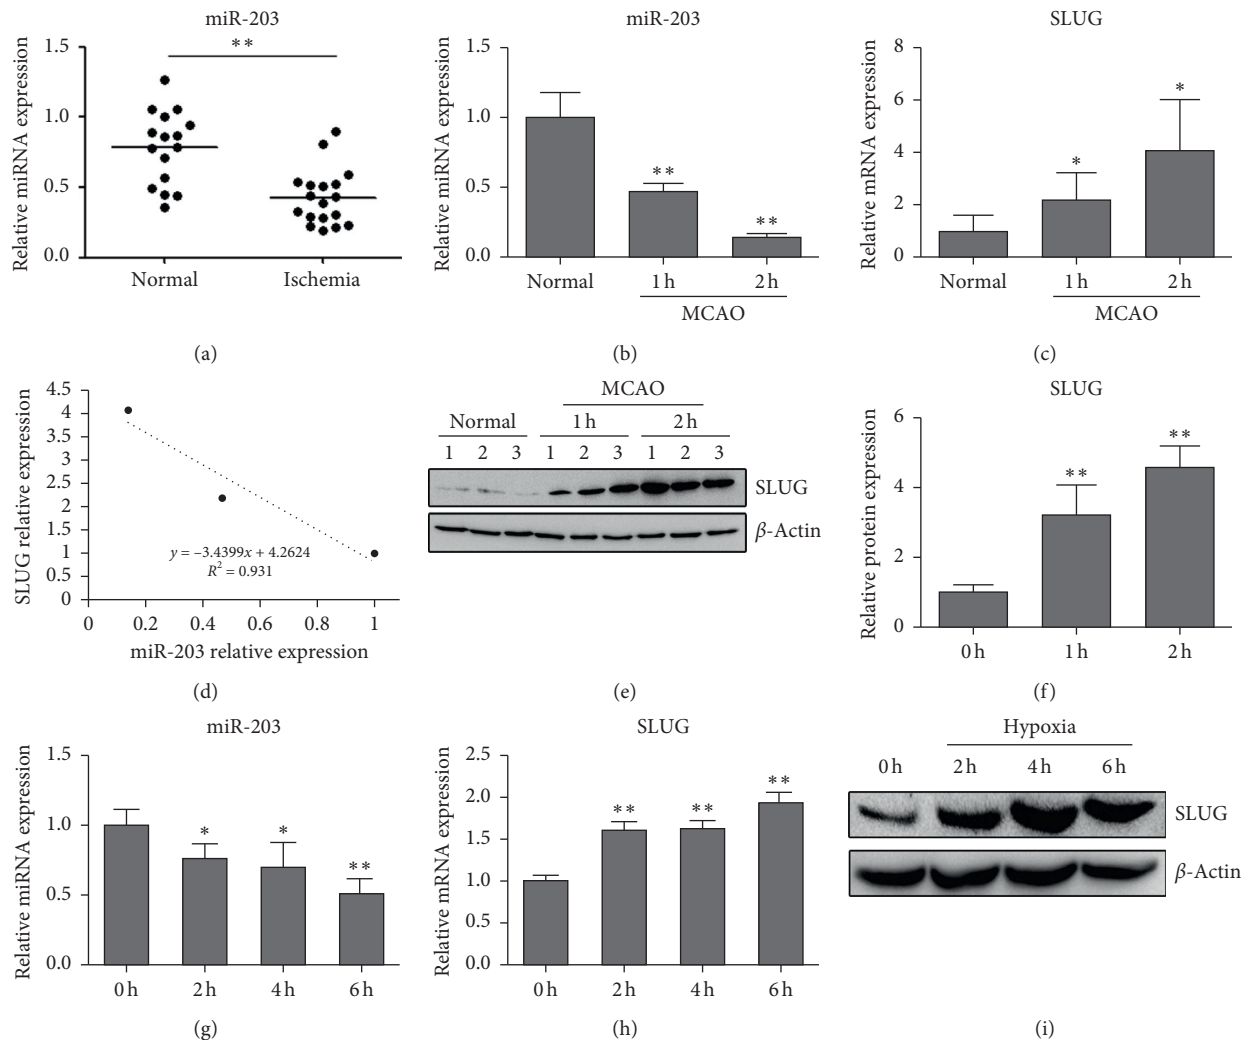 miR-203
Relative miRNA expression
1.5
1.0
0.5
0.0
**
Normal Ischemia
(a)
miR-203
Relative miRNA expression
1.5
1.0
0.5
0.0
**
**
Normal 1 h 2 h
MCAO
(b)
SLUG
Relative mRNA expression
8
6
4
2
0
*
*
Normal 1 h 2 h
MCAO
(c)
SLUG relative expression
4.5
4
3.5
3
2.5
2
1.5
1
0.5
0
y = −3.4399x + 4.2624
R² = 0.931
0 0.2 0.4 0.6 0.8 1
miR-203 relative expression
(d)
MCAO
Normal 1 h 2 h
1 2 3 1 2 3 1 2 3
SLUG
β-Actin
(e)
SLUG
Relative protein expression
6
4
2
0
**
**
0 h 1 h 2 h
(f)
miR-203
Relative miRNA expression
1.5
1.0
0.5
0.0
* * **
0 h 2 h 4 h 6 h
(g)
SLUG
Relative mRNA expression
2.5
2.0
1.5
1.0
0.5
0.0
** ** **
0 h 2 h 4 h 6 h
(h)
Hypoxia
0 h 2 h 4 h 6 h
SLUG
β-Actin
(i)